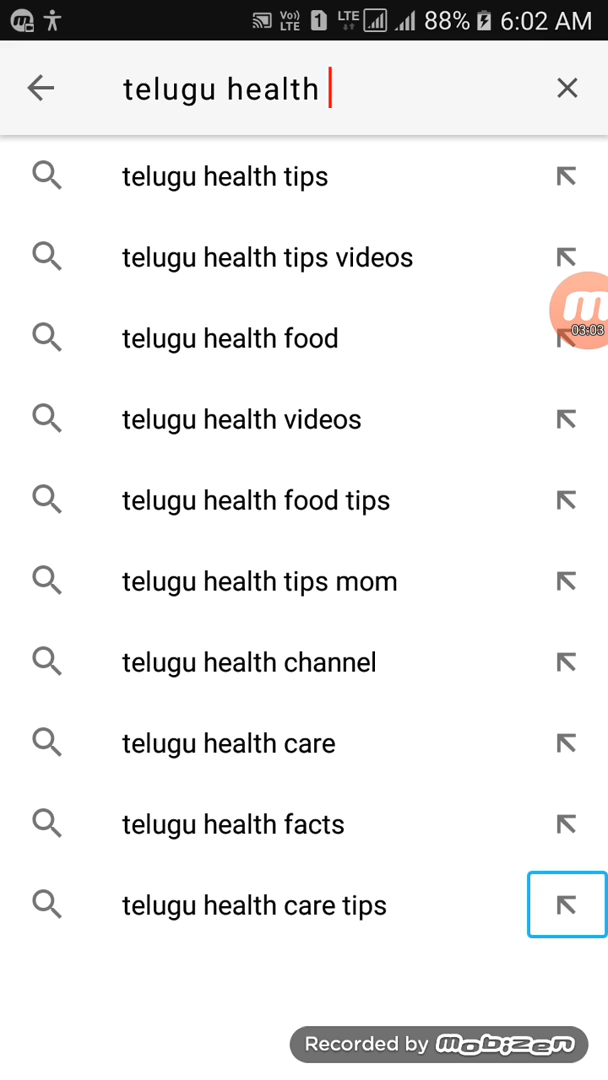 Vo) LTE 1 LTE 88% 6:02 AM
telugu health
telugu health tips
telugu health tips videos
03:03
telugu health food
telugu health videos
telugu health food tips
telugu health tips mom
telugu health channel
telugu health care
telugu health facts
telugu health care tips
Recorded by mobizen